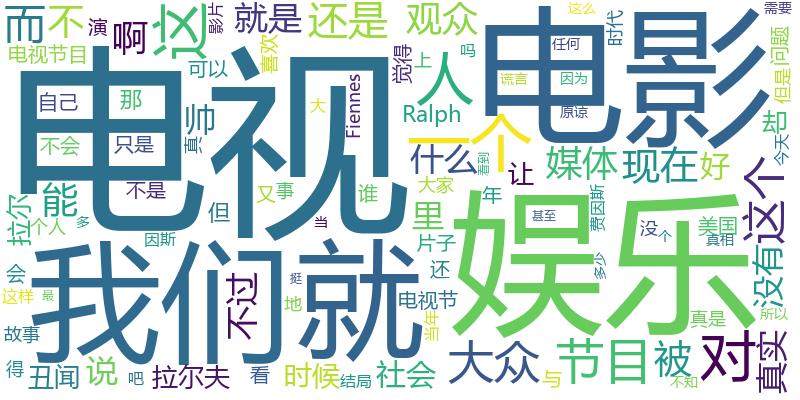 而 不 演 啊 这 就是 还是 观众 电影 这么 需要
影片 任何 时代
电视节目 可以 喜欢 觉得 上 吗 谎言 因为 但是 问题
电视 自己 那 真 帅 大 Fiennes Ralph 人 原谅 却 今天
不会 只是 一个
不是 什么 媒体 现在 好
能 又 事 谁 大家 让 看到 年 费因斯 这个
拉尔 个人 多 但 当 里 甚至 没 个 美国
因斯 片子 娱乐 真相 没有
会 我们 就 不过 挺 还 多少
这样 最 地 电视节 真是 所以
故事 当年
得 丑闻 说 拉尔夫 看 时候 社会 大众 节目 被 对 真实
吧 结局 与 不知